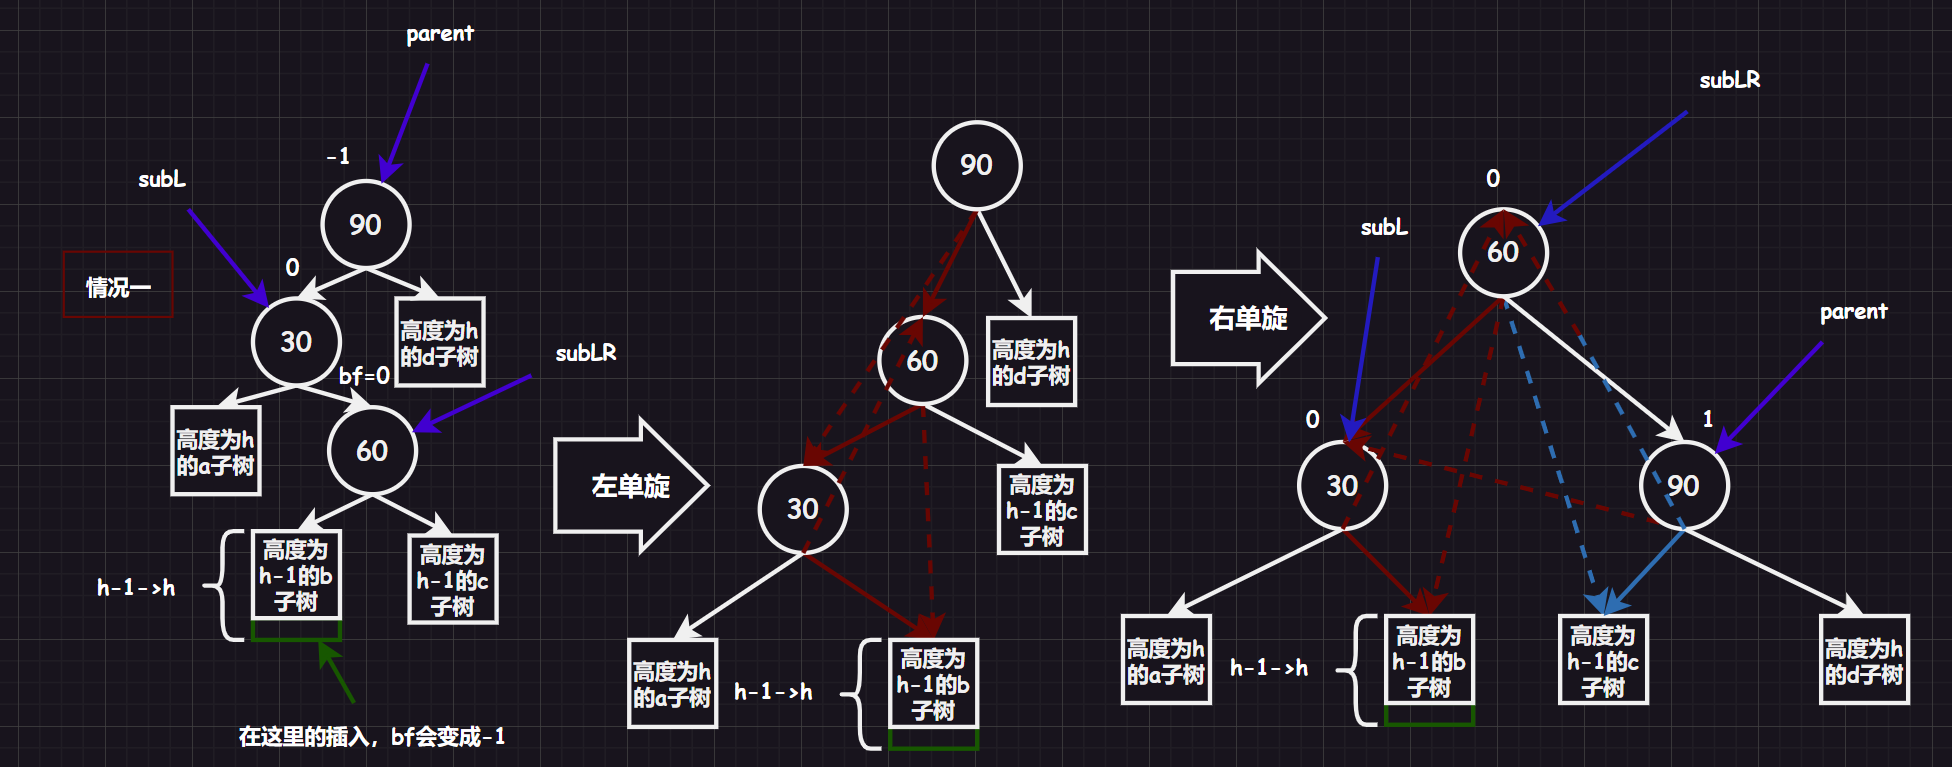 parent
subL
-1
90
情况一
0
30
高度为h
的d子树
bf=0
subLR
高度为h
的a子树
60
h-1->h
高度为
h-1的b
子树
高度为
h-1的c
子树
在这里的插入，bf会变成-1
左单旋
90
60
高度为h
的d子树
30
高度为
h-1的c
子树
高度为h
的a子树
h-1->h
高度为
h-1的b
子树
右单旋
subLR
0
60
subL
parent
0
30
1
90
高度为h
的a子树
h-1->h
高度为
h-1的b
子树
高度为
h-1的c
子树
高度为h
的d子树